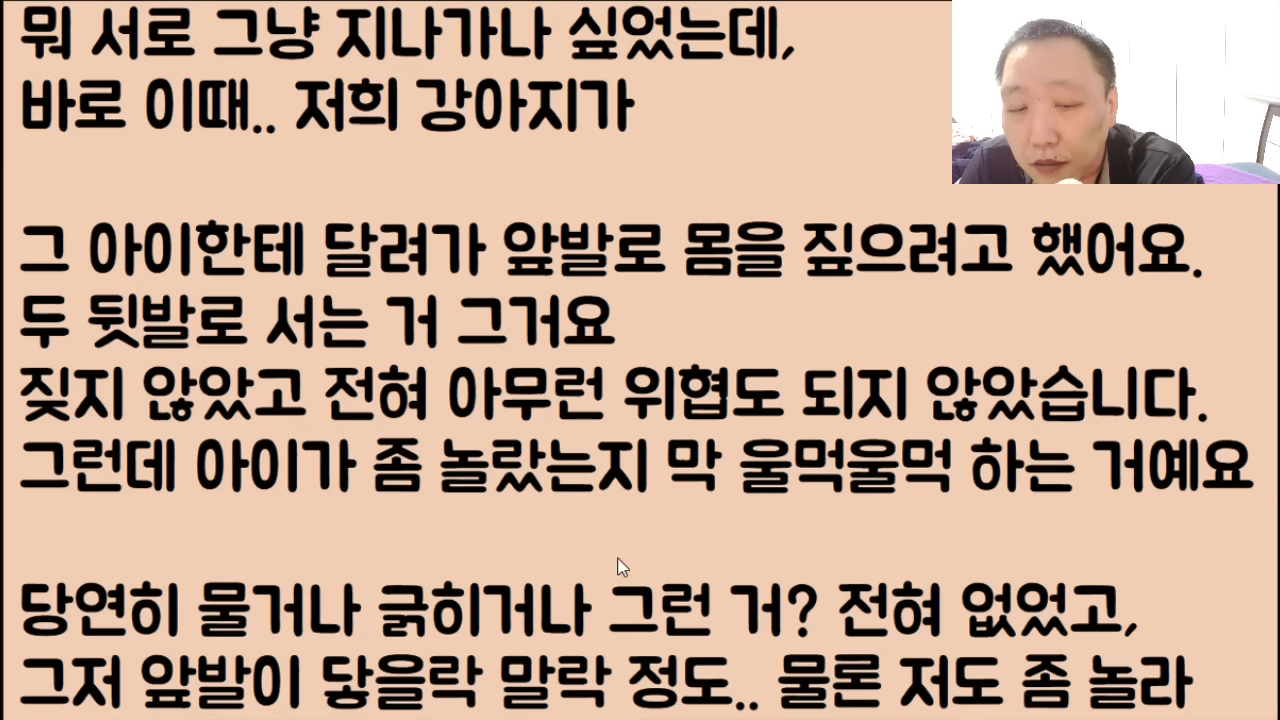 뭐 서로 그냥 지나가나 싶었는데,
바로 이때.. 저희 강아지가
그 아이한테 달려가 앞발로 몸을 짚으려고 했어요.
두 뒷발로 서는 거 그거요
짖지 않았고 전혀 아무런 위협도 되지 않았습니다.
그런데 아이가 좀 놀랐는지 막 울먹울먹 하는 거예요
당연히 물거나 긁히거나 그런 거? 전혀 없었고,
그저 앞발이 닿을락 말락 정도.. 물론 저도 좀 놀라